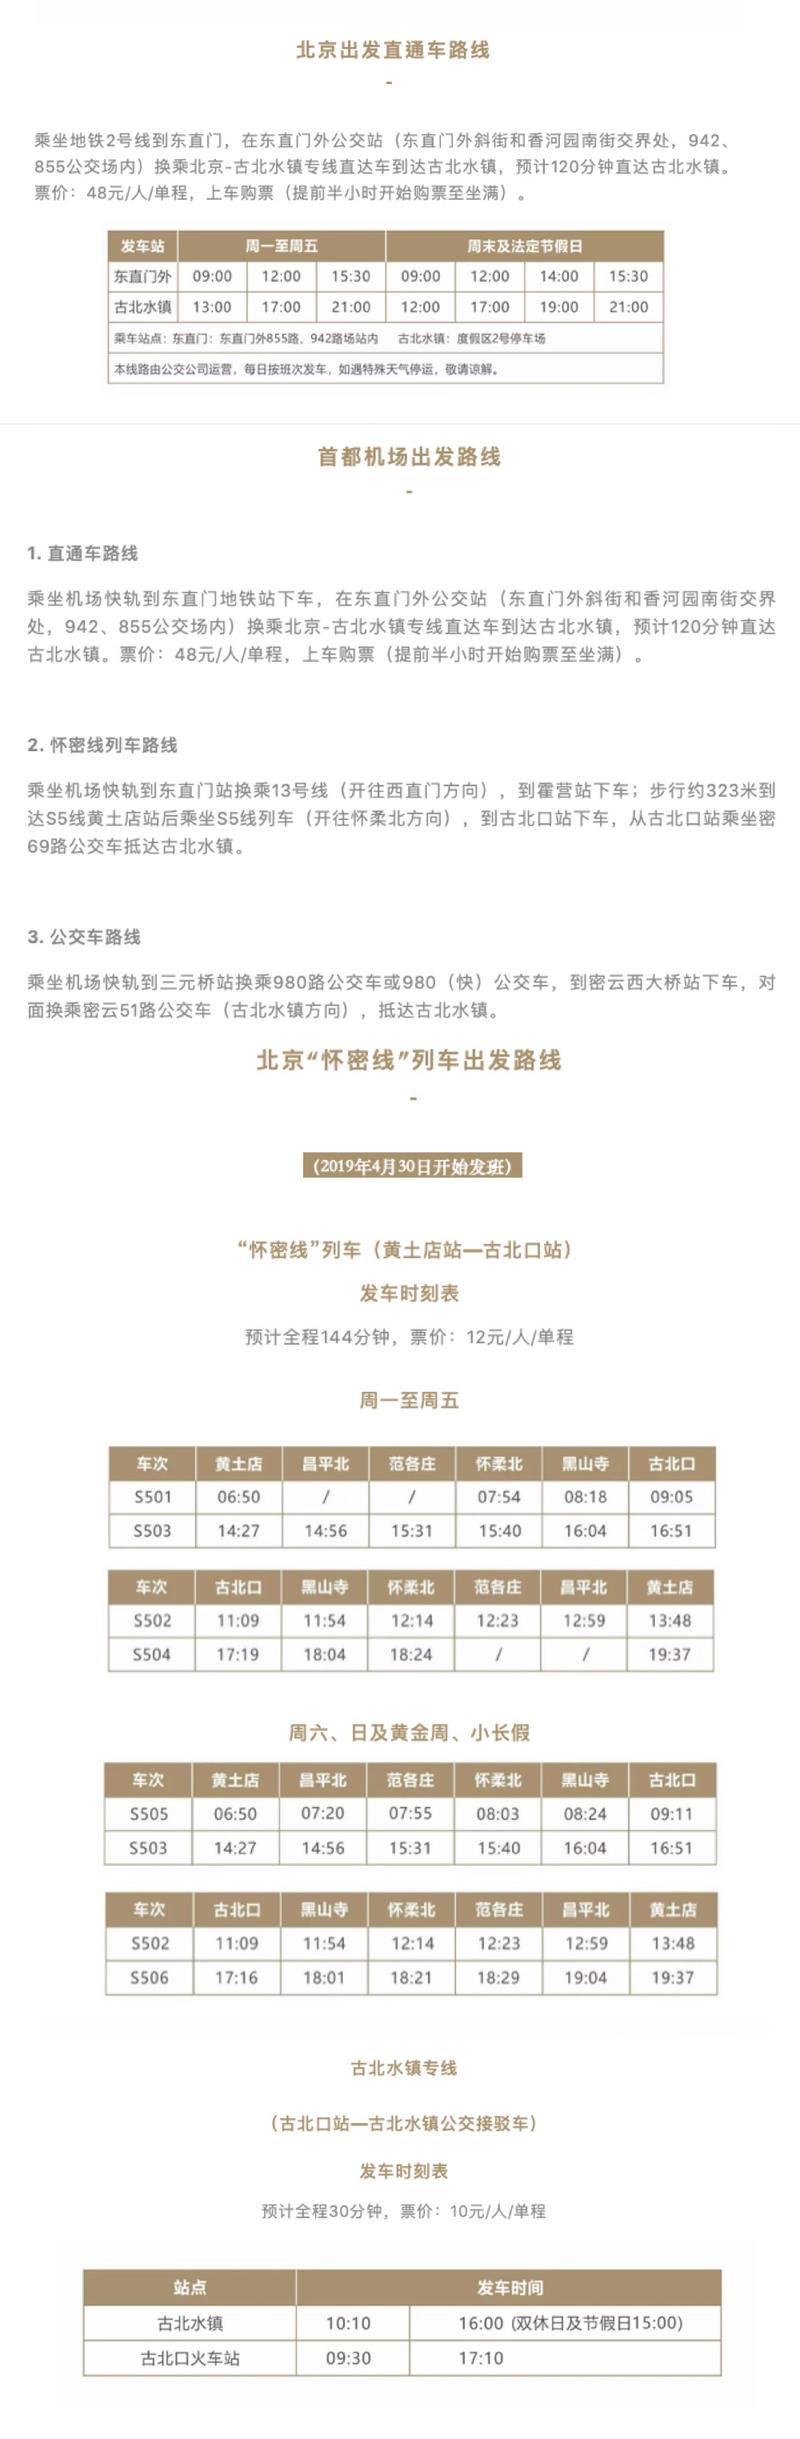 北京出发直通车路线
-
乘坐地铁2号线到东直门，在东直门外公交站（东直门外斜街和香河园南街交界处，942、
855公交场内）换乘北京-古北水镇专线直达车到达古北水镇，预计120分钟直达古北水镇。
票价：48元/人/单程，上车购票（提前半小时开始购票至坐满）。
发车站 周一至周五 周末及法定节假日
东直门外 09:00 12:00 15:30 09:00 12:00 14:00 15:30
古北水镇 13:00 17:00 21:00 12:00 17:00 19:00 21:00
乘车站点：东直门：东直门外855路、942路场站内 古北水镇：度假区2号停车场
本线路由公交公司运营，每日按班次发车，如遇特殊天气停运，敬请谅解。
首都机场出发路线
-
1. 直通车路线
乘坐机场快轨到东直门地铁站下车，在东直门外公交站（东直门外斜街和香河园南街交界
处，942、855公交场内）换乘北京-古北水镇专线直达车到达古北水镇，预计120分钟直达
古北水镇。票价：48元/人/单程，上车购票（提前半小时开始购票至坐满）。
2. 怀密线列车路线
乘坐机场快轨到东直门站换乘13号线（开往西直门方向），到霍营站下车；步行约323米到
达S5线黄土店站后乘坐S5线列车（开往怀柔北方向），到古北口站下车，从古北口站乘坐密
69路公交车抵达古北水镇。
3. 公交车路线
乘坐机场快轨到三元桥站换乘980路公交车或980（快）公交车，到密云西大桥站下车，对
面换乘密云51路公交车（古北水镇方向），抵达古北水镇。
北京“怀密线”列车出发路线
-
（2019年4月30日开始发班）
“怀密线”列车（黄土店站—古北口站）
发车时刻表
预计全程144分钟，票价：12元/人/单程
周一至周五
车次 黄土店 昌平北 范各庄 怀柔北 黑山寺 古北口
S501 06:50 / / 07:54 08:18 09:05
S503 14:27 14:56 15:31 15:40 16:04 16:51
车次 古北口 黑山寺 怀柔北 范各庄 昌平北 黄土店
S502 11:09 11:54 12:14 12:23 12:59 13:48
S504 17:19 18:04 18:24 / / 19:37
周六、日及黄金周、小长假
车次 黄土店 昌平北 范各庄 怀柔北 黑山寺 古北口
S505 06:50 07:20 07:55 08:03 08:24 09:11
S503 14:27 14:56 15:31 15:40 16:04 16:51
车次 古北口 黑山寺 怀柔北 范各庄 昌平北 黄土店
S502 11:09 11:54 12:14 12:23 12:59 13:48
S506 17:16 18:01 18:21 18:29 19:04 19:37
古北水镇专线
（古北口站—古北水镇公交接驳车）
发车时刻表
预计全程30分钟，票价：10元/人/单程
站点 发车时间
古北水镇 10:10 16:00 (双休日及节假日15:00)
古北口火车站 09:30 17:10